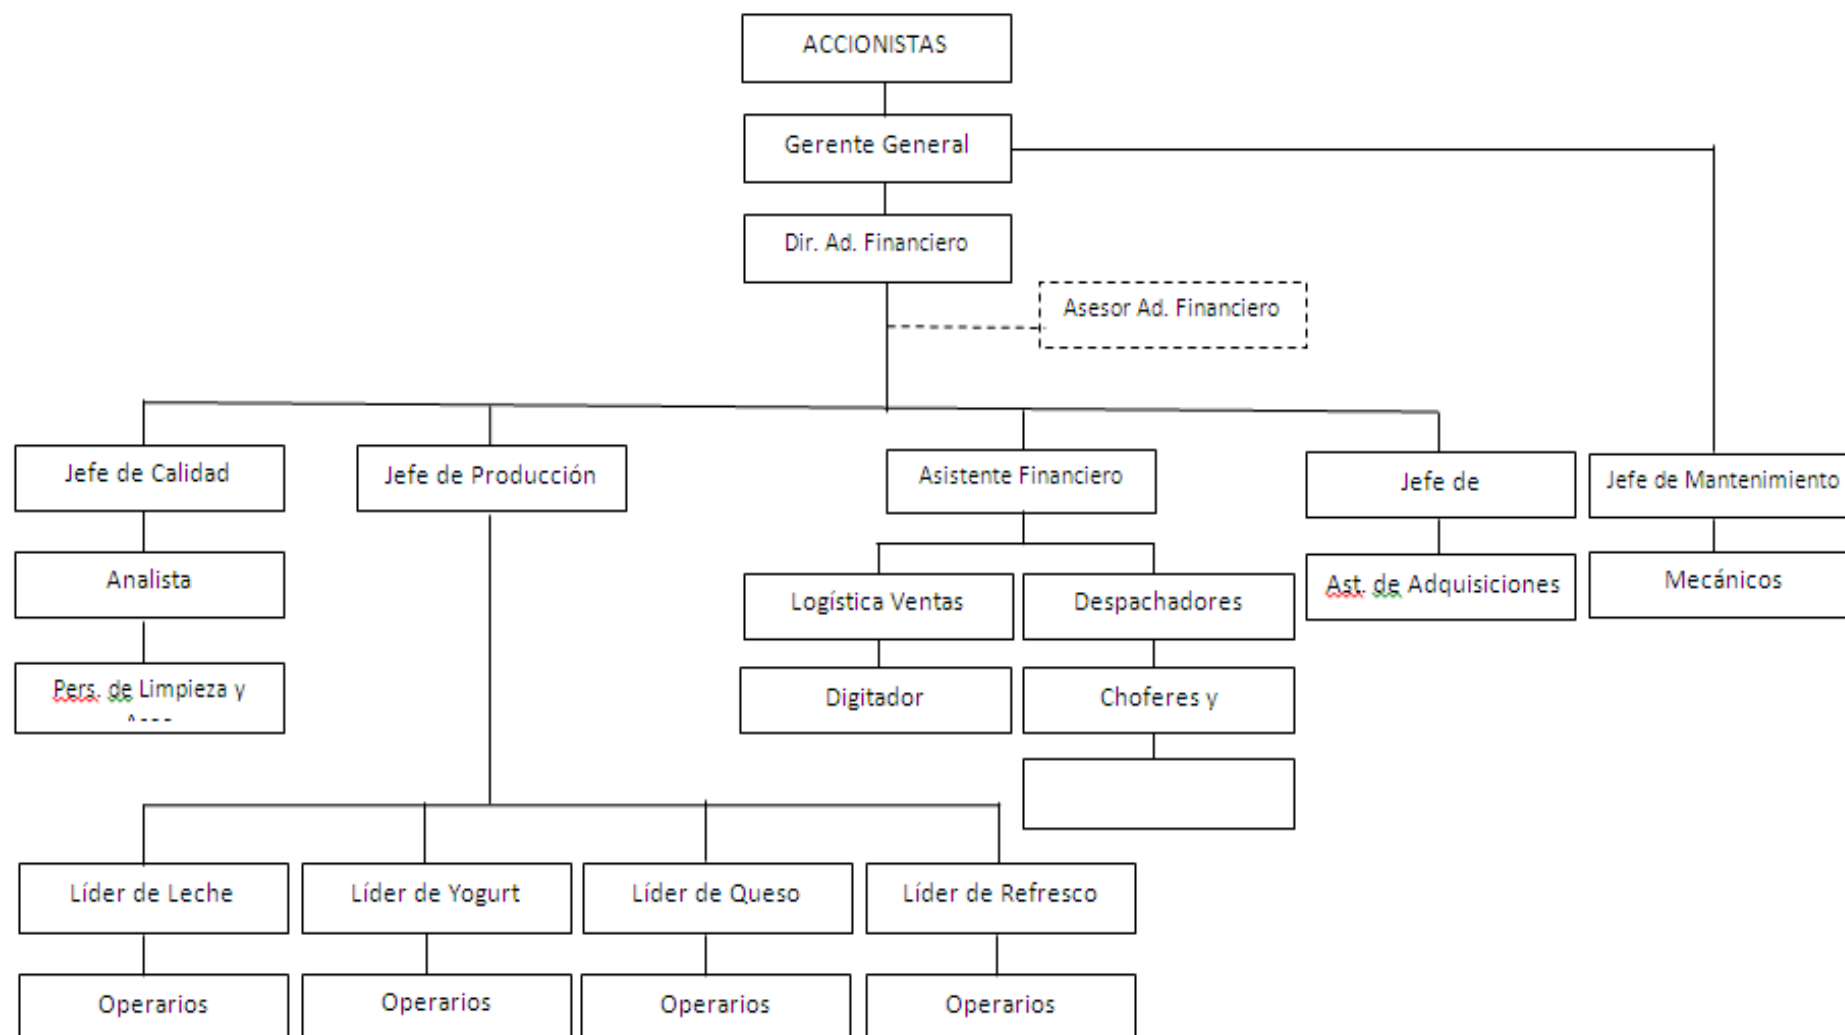 ACCIONISTAS
Gerente General
Dir. Ad. Financiero
Asesor Ad. Financiero
Jefe de Calidad
Jefe de Producción
Asistente Financiero
Jefe de
Jefe de Mantenimiento
Analista
Logística Ventas
Despachadores
Ast. de Adquisiciones
Mecánicos
Pers. de Limpieza y
Digitador
Choferes y
Líder de Leche
Líder de Yogurt
Líder de Queso
Líder de Refresco
Operarios
Operarios
Operarios
Operarios